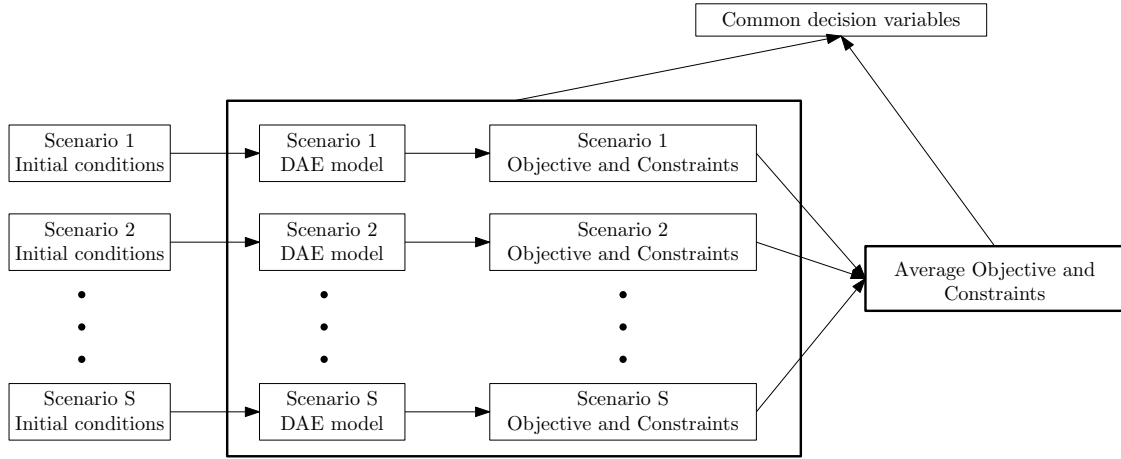 Common decision variables
Scenario 1
Initial conditions
Scenario 1
DAE model
Scenario 1
Objective and Constraints
Scenario 2
Initial conditions
Scenario 2
DAE model
Scenario 2
Objective and Constraints
Average Objective and
Constraints
Scenario S
Initial conditions
Scenario S
DAE model
Scenario S
Objective and Constraints